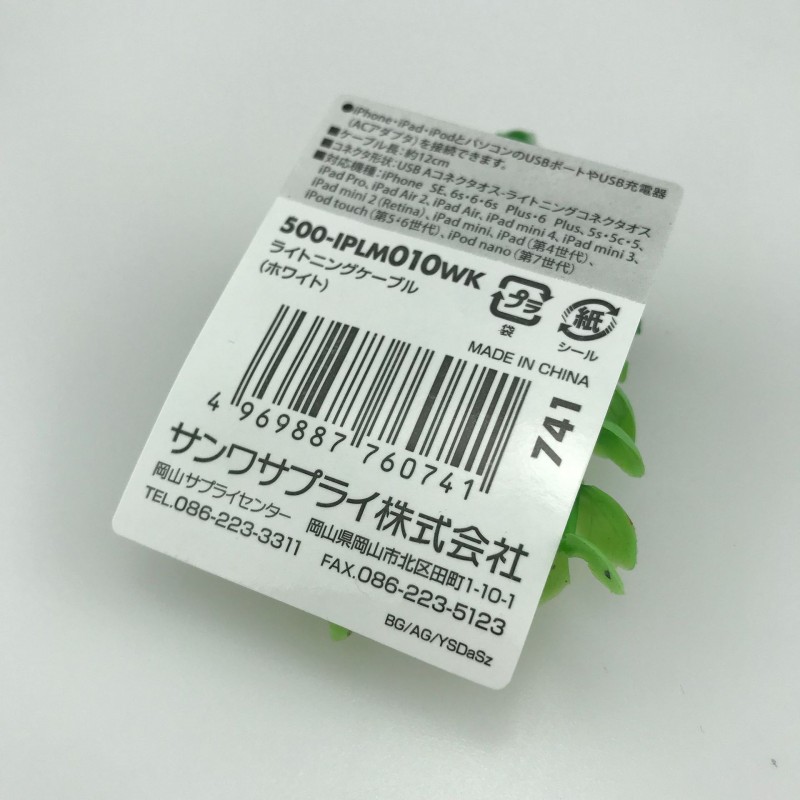 ●iPhone・iPad・iPodとパソコンのUSBポートやUSB充電器
(ACアダプタ)を接続できます。
■ケーブル長：約12cm
■コネクタ形状：USB Aコネクタオス-ライトニングコネクタオス
■対応機種：iPhone SE、6s・6・6s Plus・6 Plus、5s・5c・5、
iPad Pro、iPad Air 2、iPad Air、iPad mini 4、iPad mini 3、
iPad mini 2 (Retina)、iPad mini、iPad (第4世代)、
iPod touch (第5・6世代)、iPod nano (第7世代)
500-IPLM010WK
ライトニングケーブル
(ホワイト)
プラ
袋
紙
シール
MADE IN CHINA
4 969887 760741
741
サンワサプライ株式会社
岡山サプライセンター 岡山県岡山市北区田町1-10-1
TEL.086-223-3311 FAX.086-223-5123
BG/AG/YSDaSz